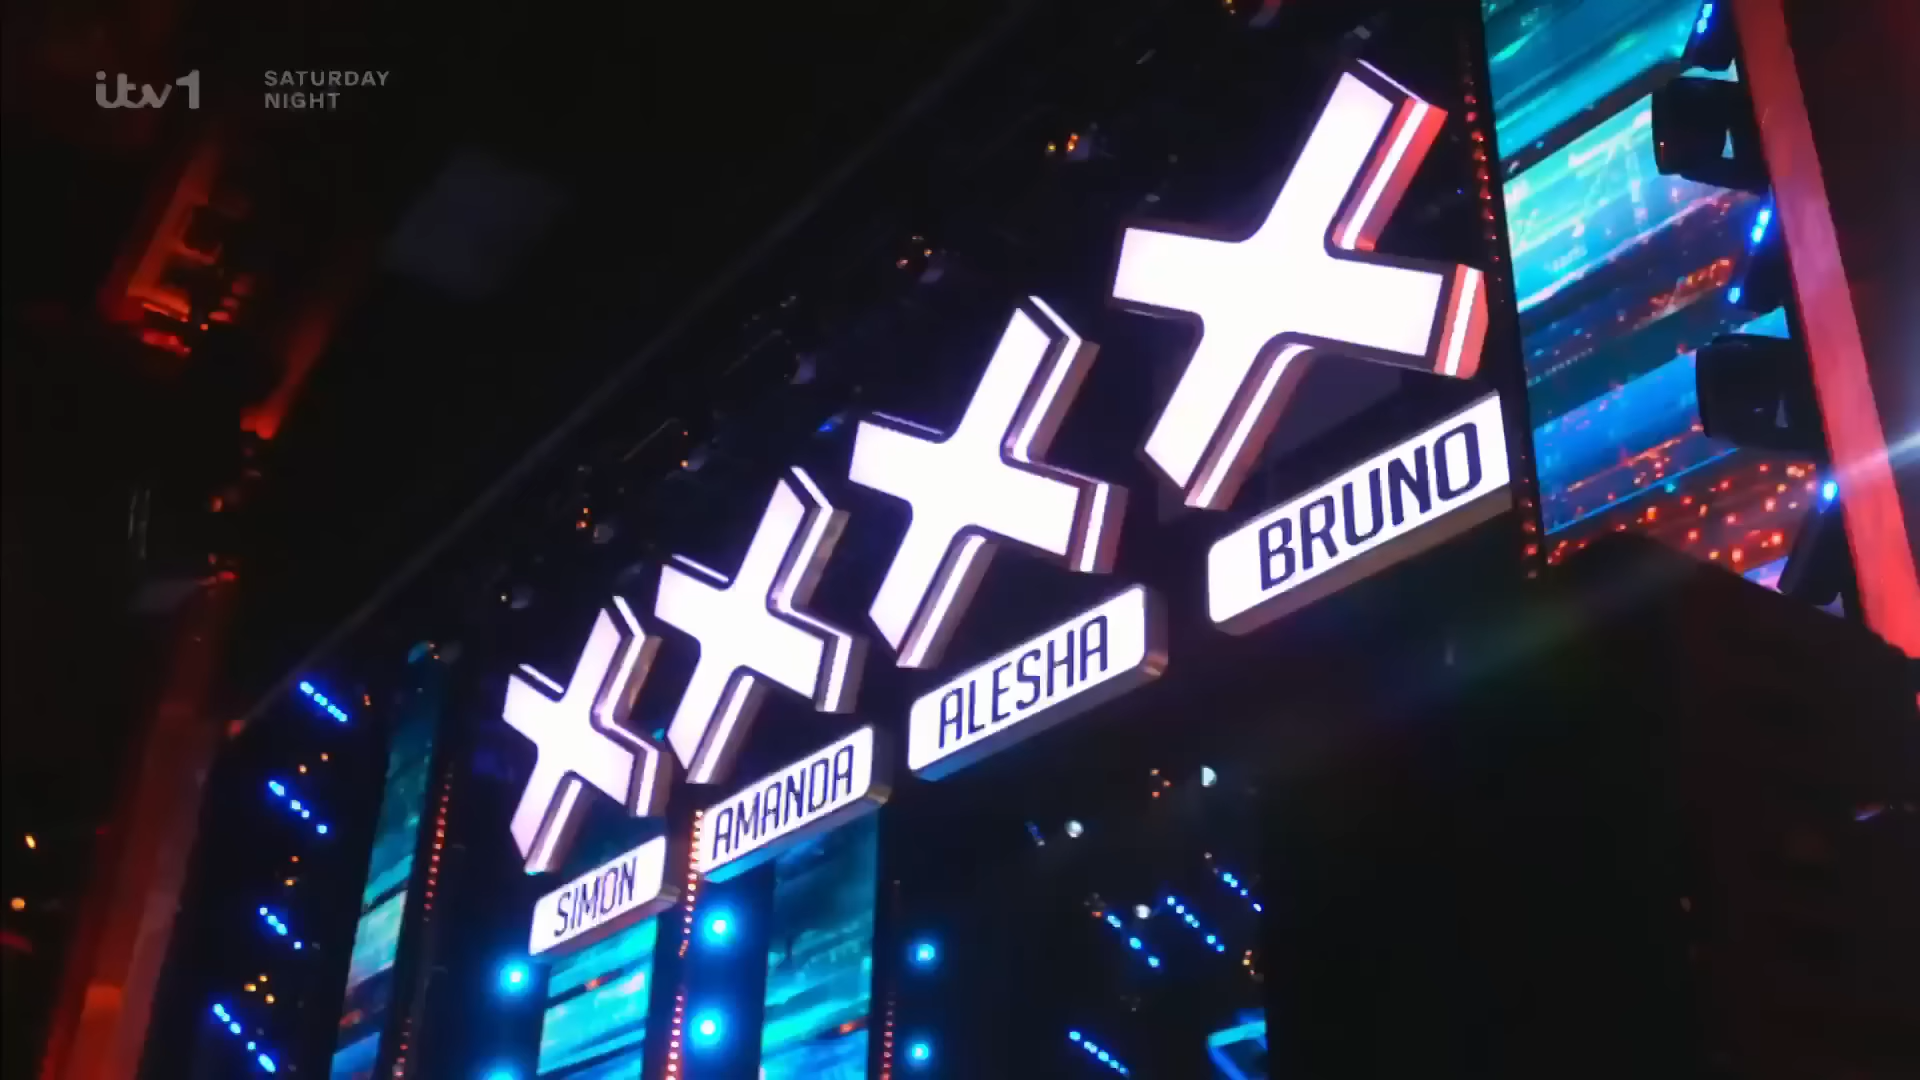 itv1
SATURDAY
NIGHT
SIMON
AMANDA
ALESHA
BRUNO